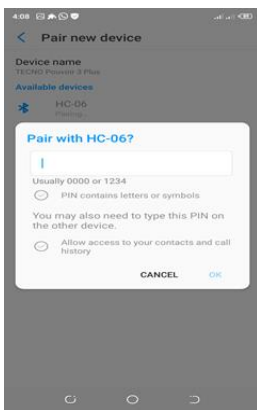 4:08
Pair new device
Device name
TECNO Pouvoir 3 Plus
Available devices
HC-06
Pairing...
Pair with HC-06?
Usually 0000 or 1234
PIN contains letters or symbols
You may also need to type this PIN on
the other device.
Allow access to your contacts and call
history
CANCEL
OK